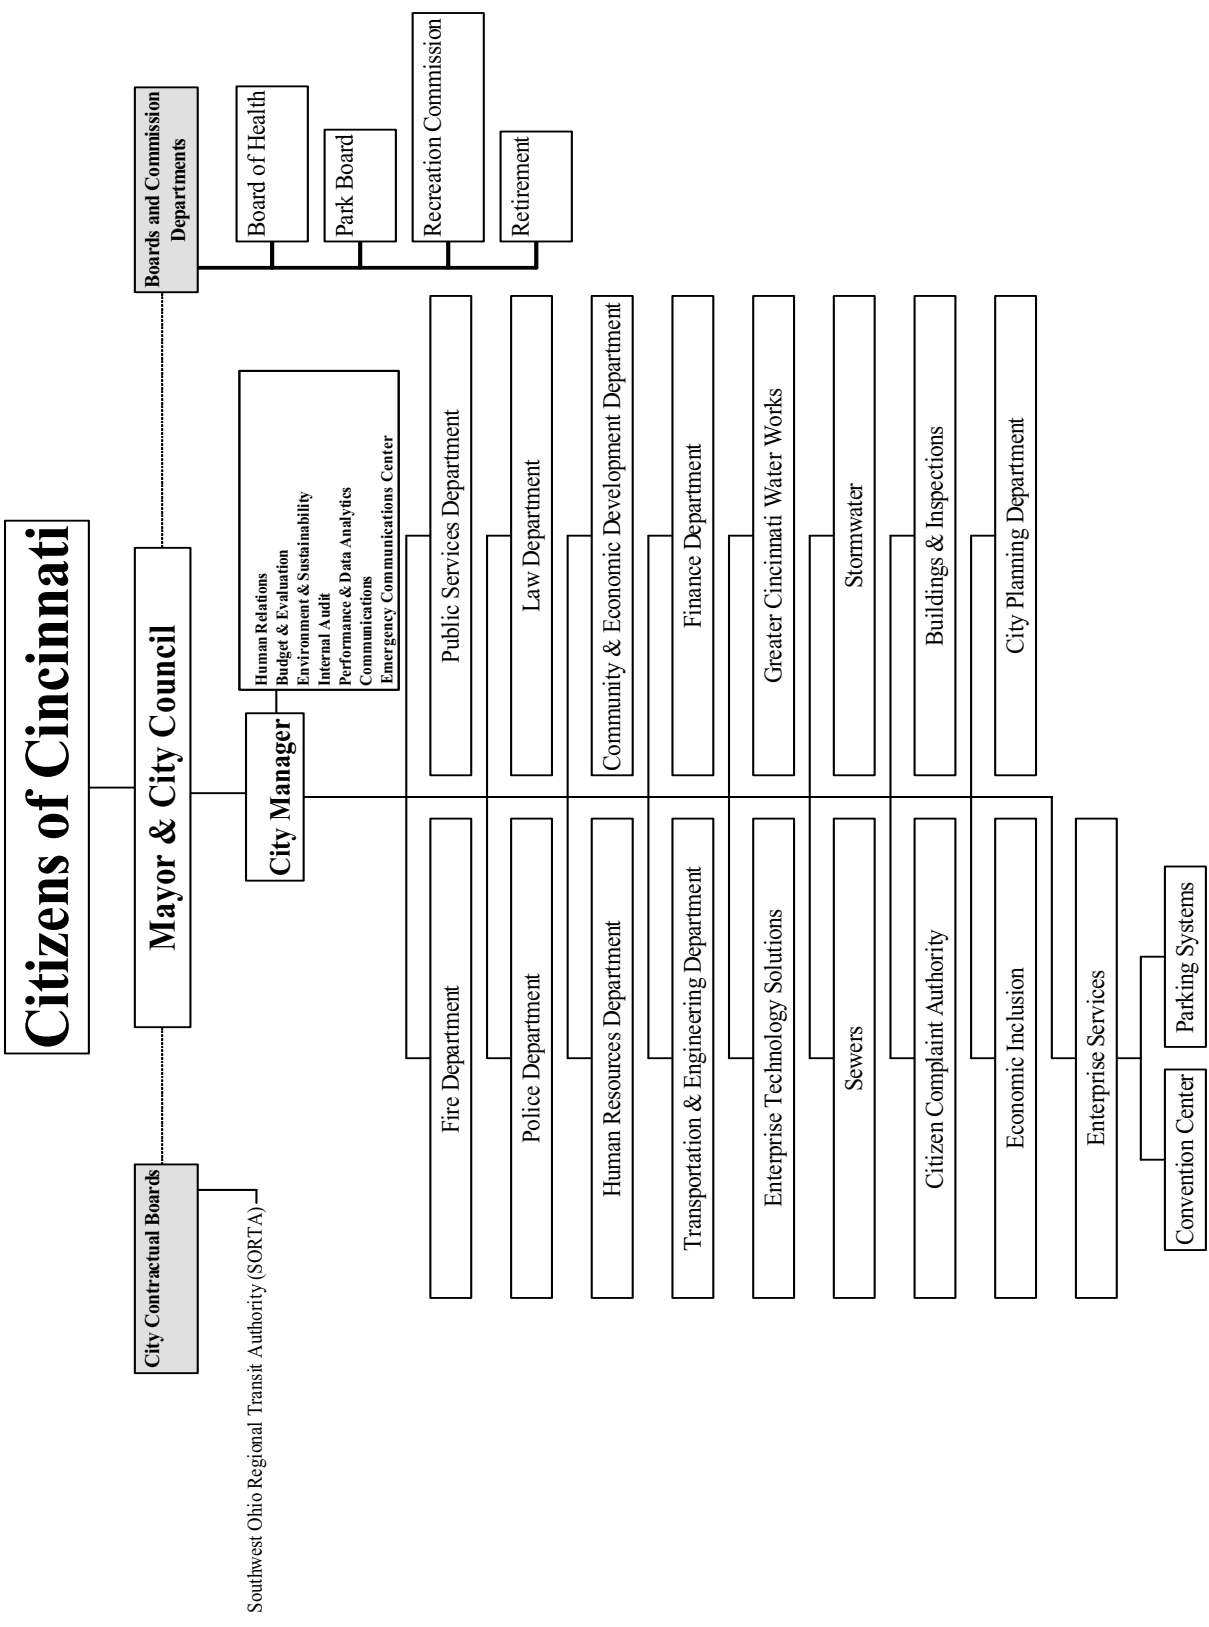 Citizens of Cincinnati
City Contractual Boards
Mayor & City Council
Boards and Commission
Departments
Southwest Ohio Regional Transit Authority (SORTA)
City Manager
Human Relations
Budget & Evaluation
Environment & Sustainability
Internal Audit
Performance & Data Analytics
Communications
Emergency Communications Center
Board of Health
Park Board
Recreation Commission
Retirement
Fire Department
Public Services Department
Police Department
Law Department
Human Resources Department
Community & Economic Development Department
Transportation & Engineering Department
Finance Department
Enterprise Technology Solutions
Greater Cincinnati Water Works
Sewers
Stormwater
Citizen Complaint Authority
Buildings & Inspections
Economic Inclusion
City Planning Department
Enterprise Services
Convention Center
Parking Systems